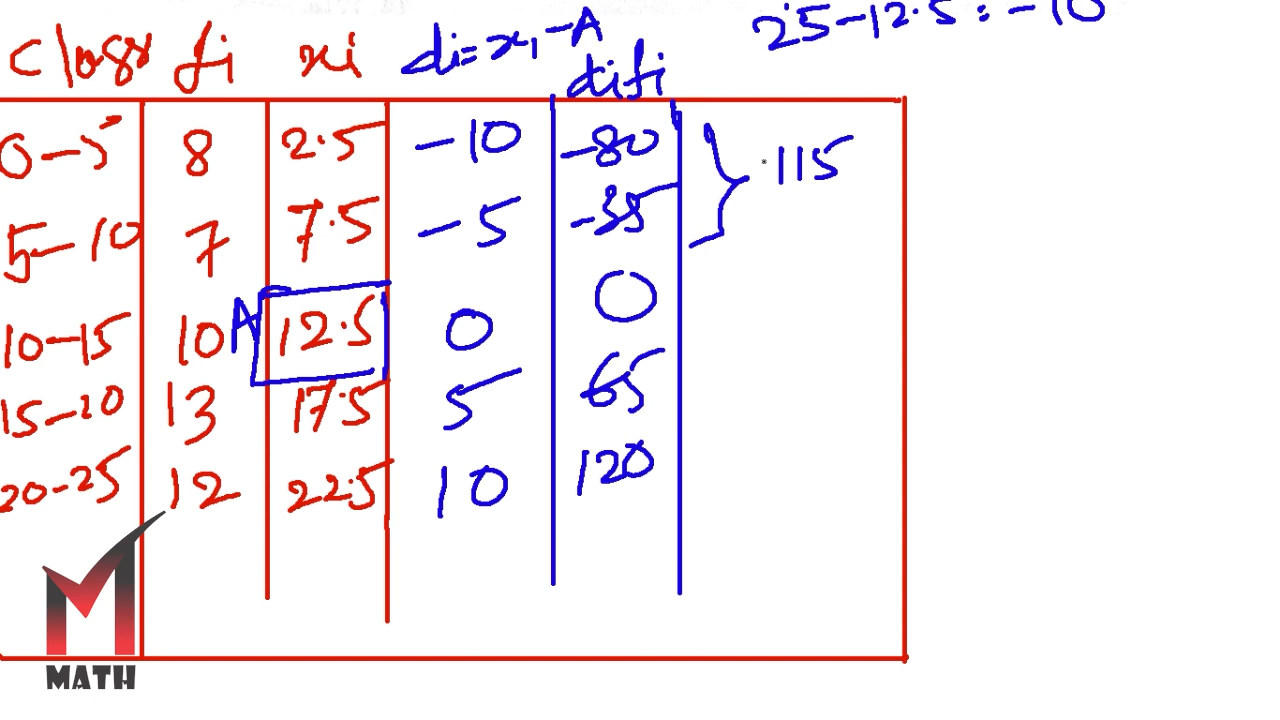 25-12.5=-10
Class fi xi di=x1-A difi
0-5 8 2.5 -10 -80
5-10 7 7.5 -5 -35 } 115
10-15 10 A 12.5 0 0
15-20 13 17.5 5 65
20-25 12 22.5 10 120
MATH